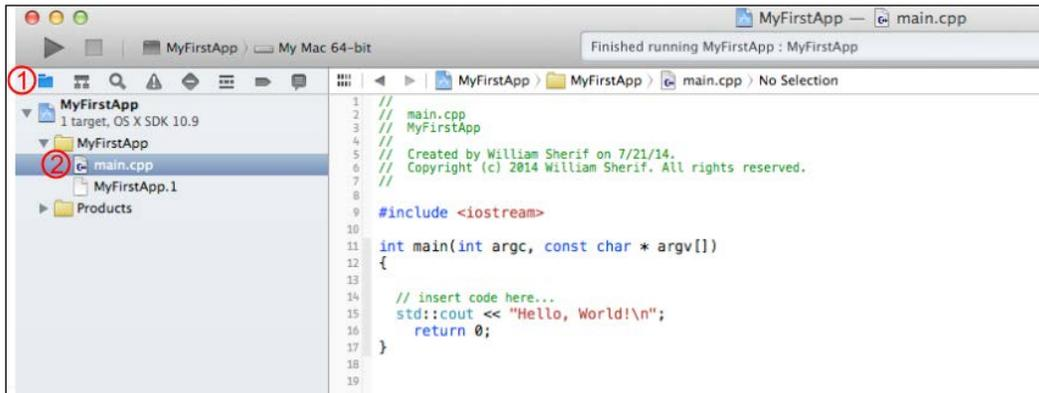 MyFirstApp — main.cpp
MyFirstApp My Mac 64-bit
Finished running MyFirstApp : MyFirstApp
1
MyFirstApp MyFirstApp main.cpp No Selection
MyFirstApp
1 target, OS X SDK 10.9
MyFirstApp
2 main.cpp
MyFirstApp.1
Products
1 //
2 // main.cpp
3 // MyFirstApp
4 //
5 // Created by William Sherif on 7/21/14.
6 // Copyright (c) 2014 William Sherif. All rights reserved.
7 //
8
9 #include <iostream>
10
11 int main(int argc, const char * argv[])
12 {
13
14 // insert code here...
15 std::cout << "Hello, World!\n";
16 return 0;
17 }
18
19